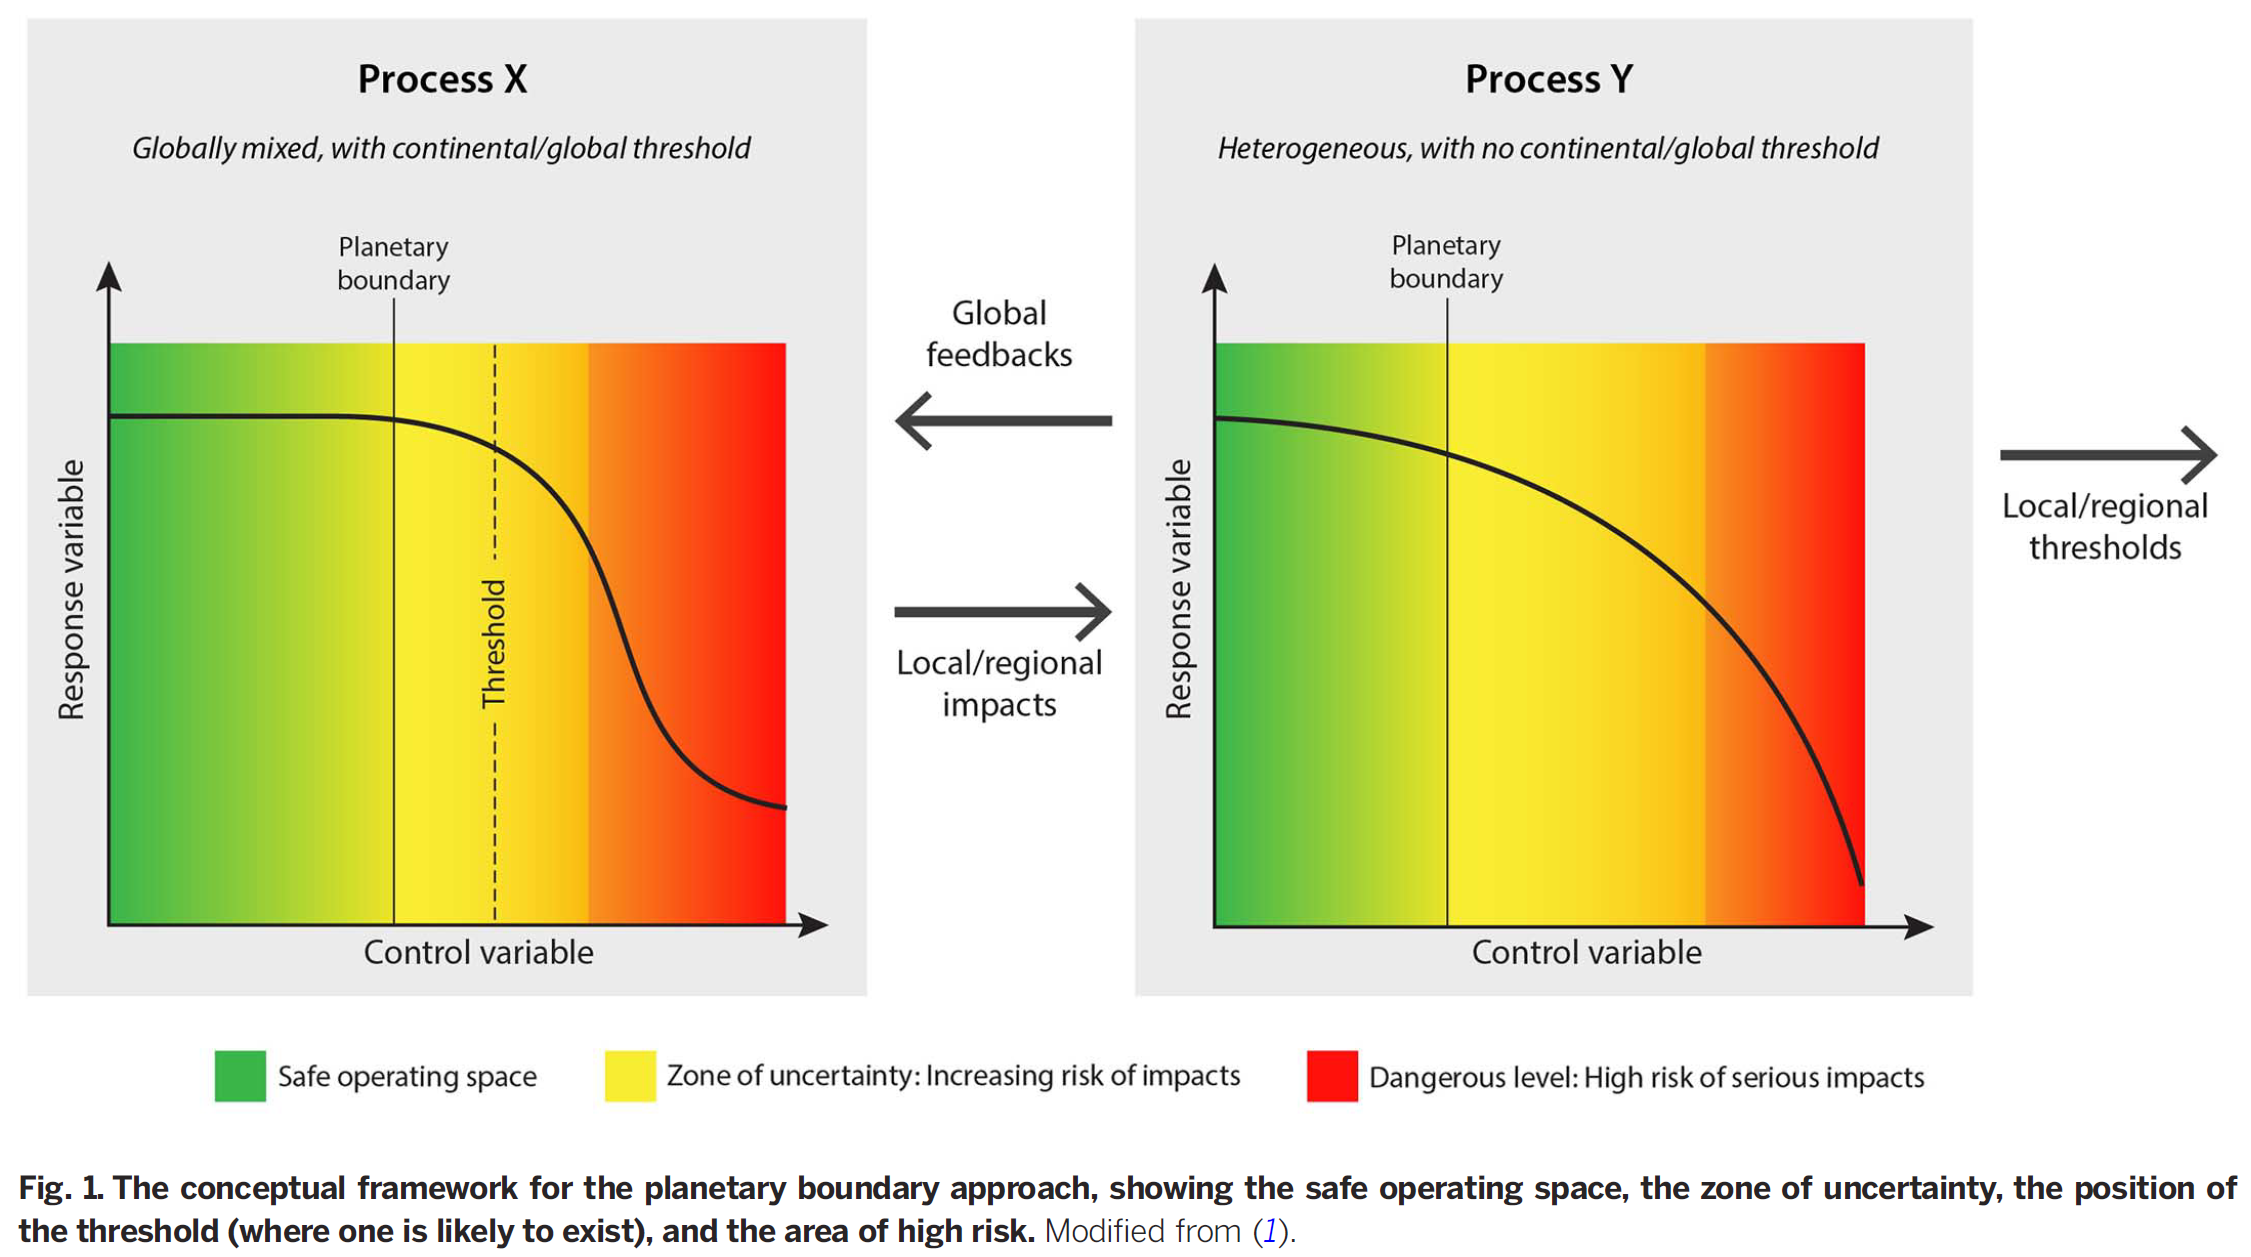 Process X
Globally mixed, with continental/global threshold
Planetary
boundary
Response variable
Threshold
Control variable
Global
feedbacks
Local/regional
impacts
Process Y
Heterogeneous, with no continental/global threshold
Planetary
boundary
Response variable
Control variable
Local/regional
thresholds
Safe operating space
Zone of uncertainty: Increasing risk of impacts
Dangerous level: High risk of serious impacts
Fig. 1. The conceptual framework for the planetary boundary approach, showing the safe operating space, the zone of uncertainty, the position of
the threshold (where one is likely to exist), and the area of high risk. Modified from (1).